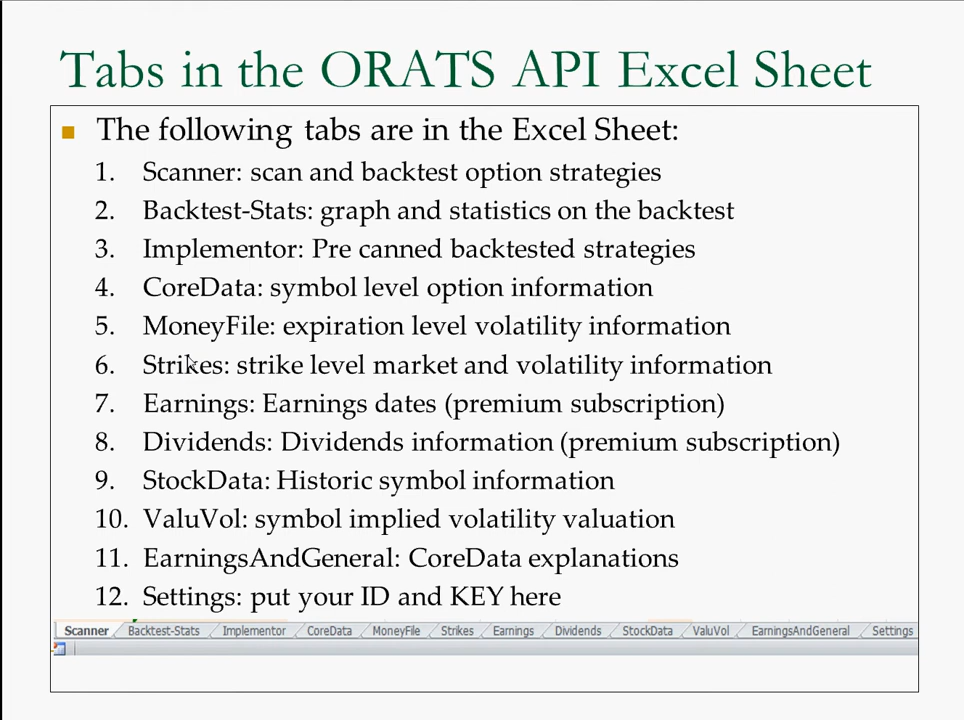 Tabs in the ORATS API Excel Sheet
The following tabs are in the Excel Sheet:
1. Scanner: scan and backtest option strategies
2. Backtest-Stats: graph and statistics on the backtest
3. Implementor: Pre canned backtested strategies
4. CoreData: symbol level option information
5. MoneyFile: expiration level volatility information
6. Strikes: strike level market and volatility information
7. Earnings: Earnings dates (premium subscription)
8. Dividends: Dividends information (premium subscription)
9. StockData: Historic symbol information
10. ValuVol: symbol implied volatility valuation
11. EarningsAndGeneral: CoreData explanations
12. Settings: put your ID and KEY here
Scanner Backtest-Stats Implementor CoreData MoneyFile Strikes Earnings Dividends StockData ValuVol EarningsAndGeneral Settings